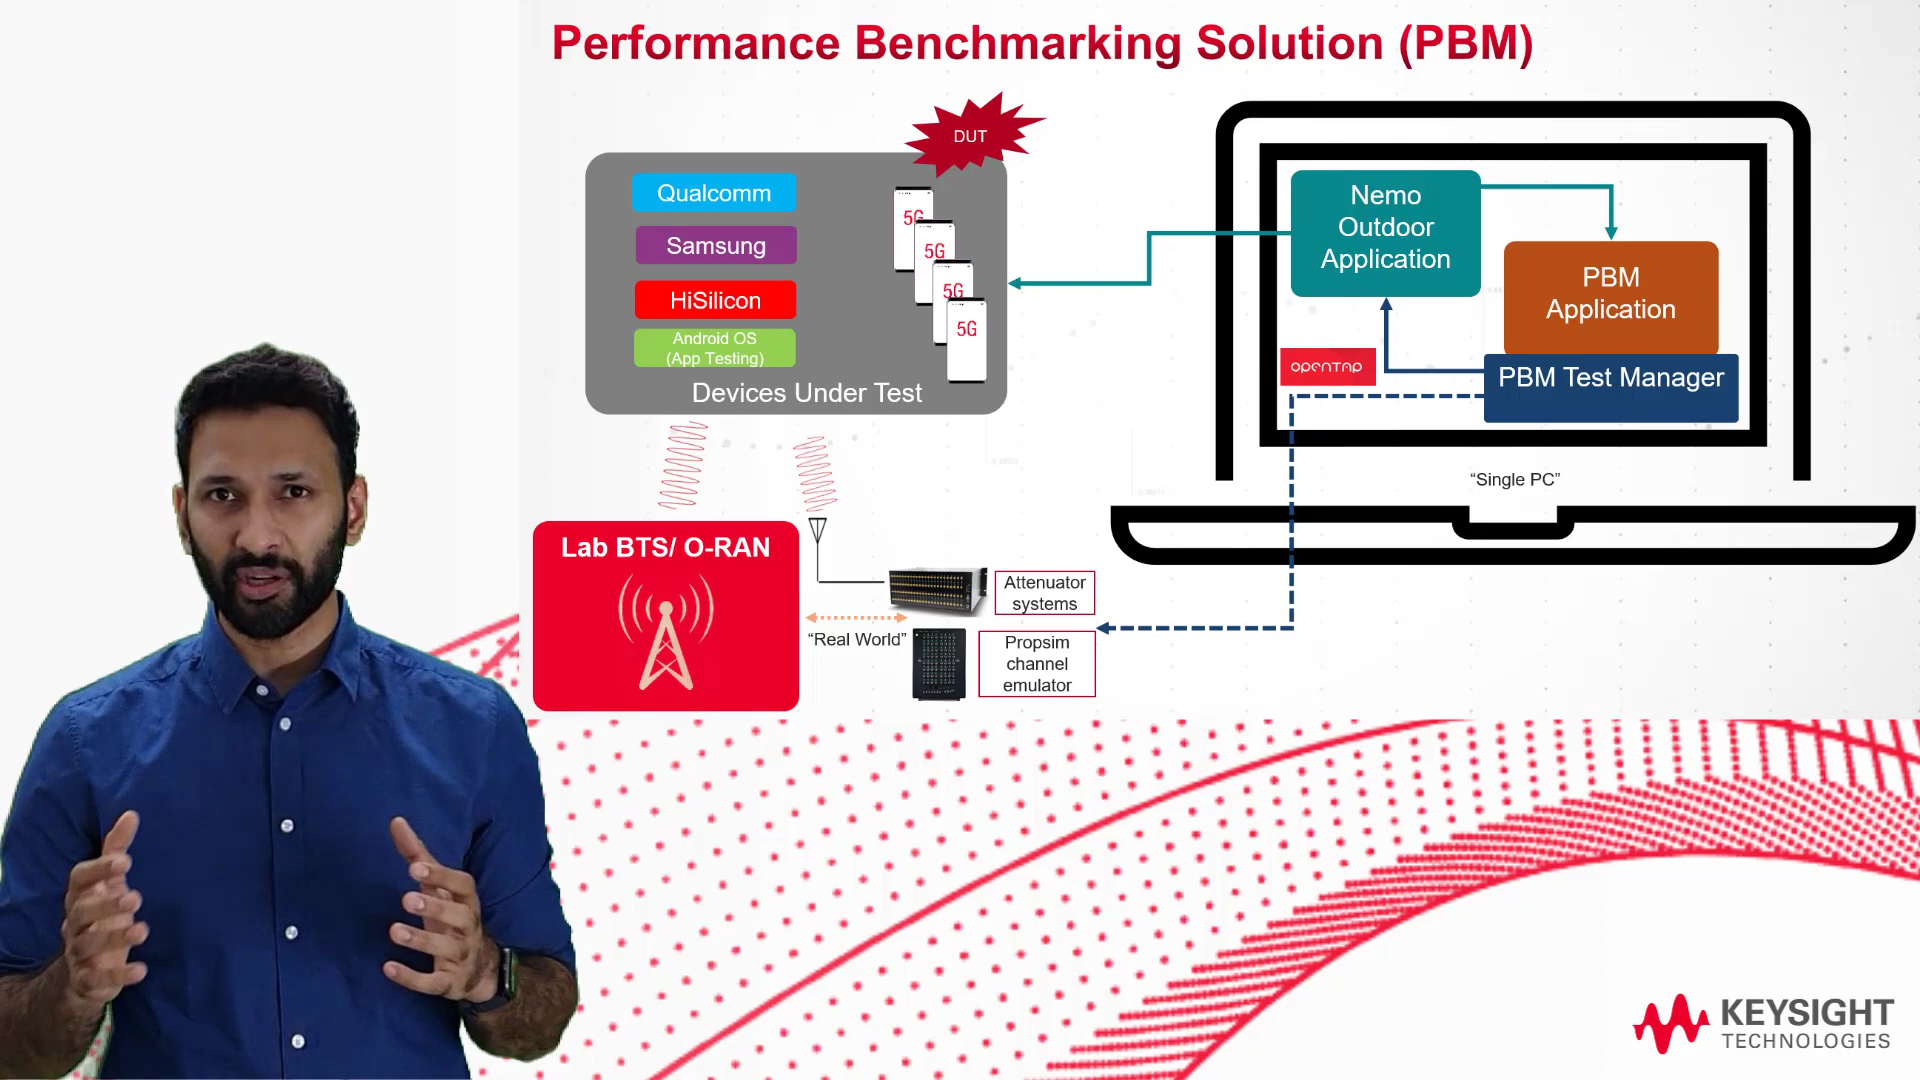 Performance Benchmarking Solution (PBM)
DUT
Qualcomm
Samsung
HiSilicon
Android OS
(App Testing)
Devices Under Test
5G
5G
5G
5G
Nemo
Outdoor
Application
PBM
Application
OpenTAP
PBM Test Manager
“Single PC”
Lab BTS/ O-RAN
“Real World”
Attenuator
systems
Propsim
channel
emulator
KEYSIGHT
TECHNOLOGIES